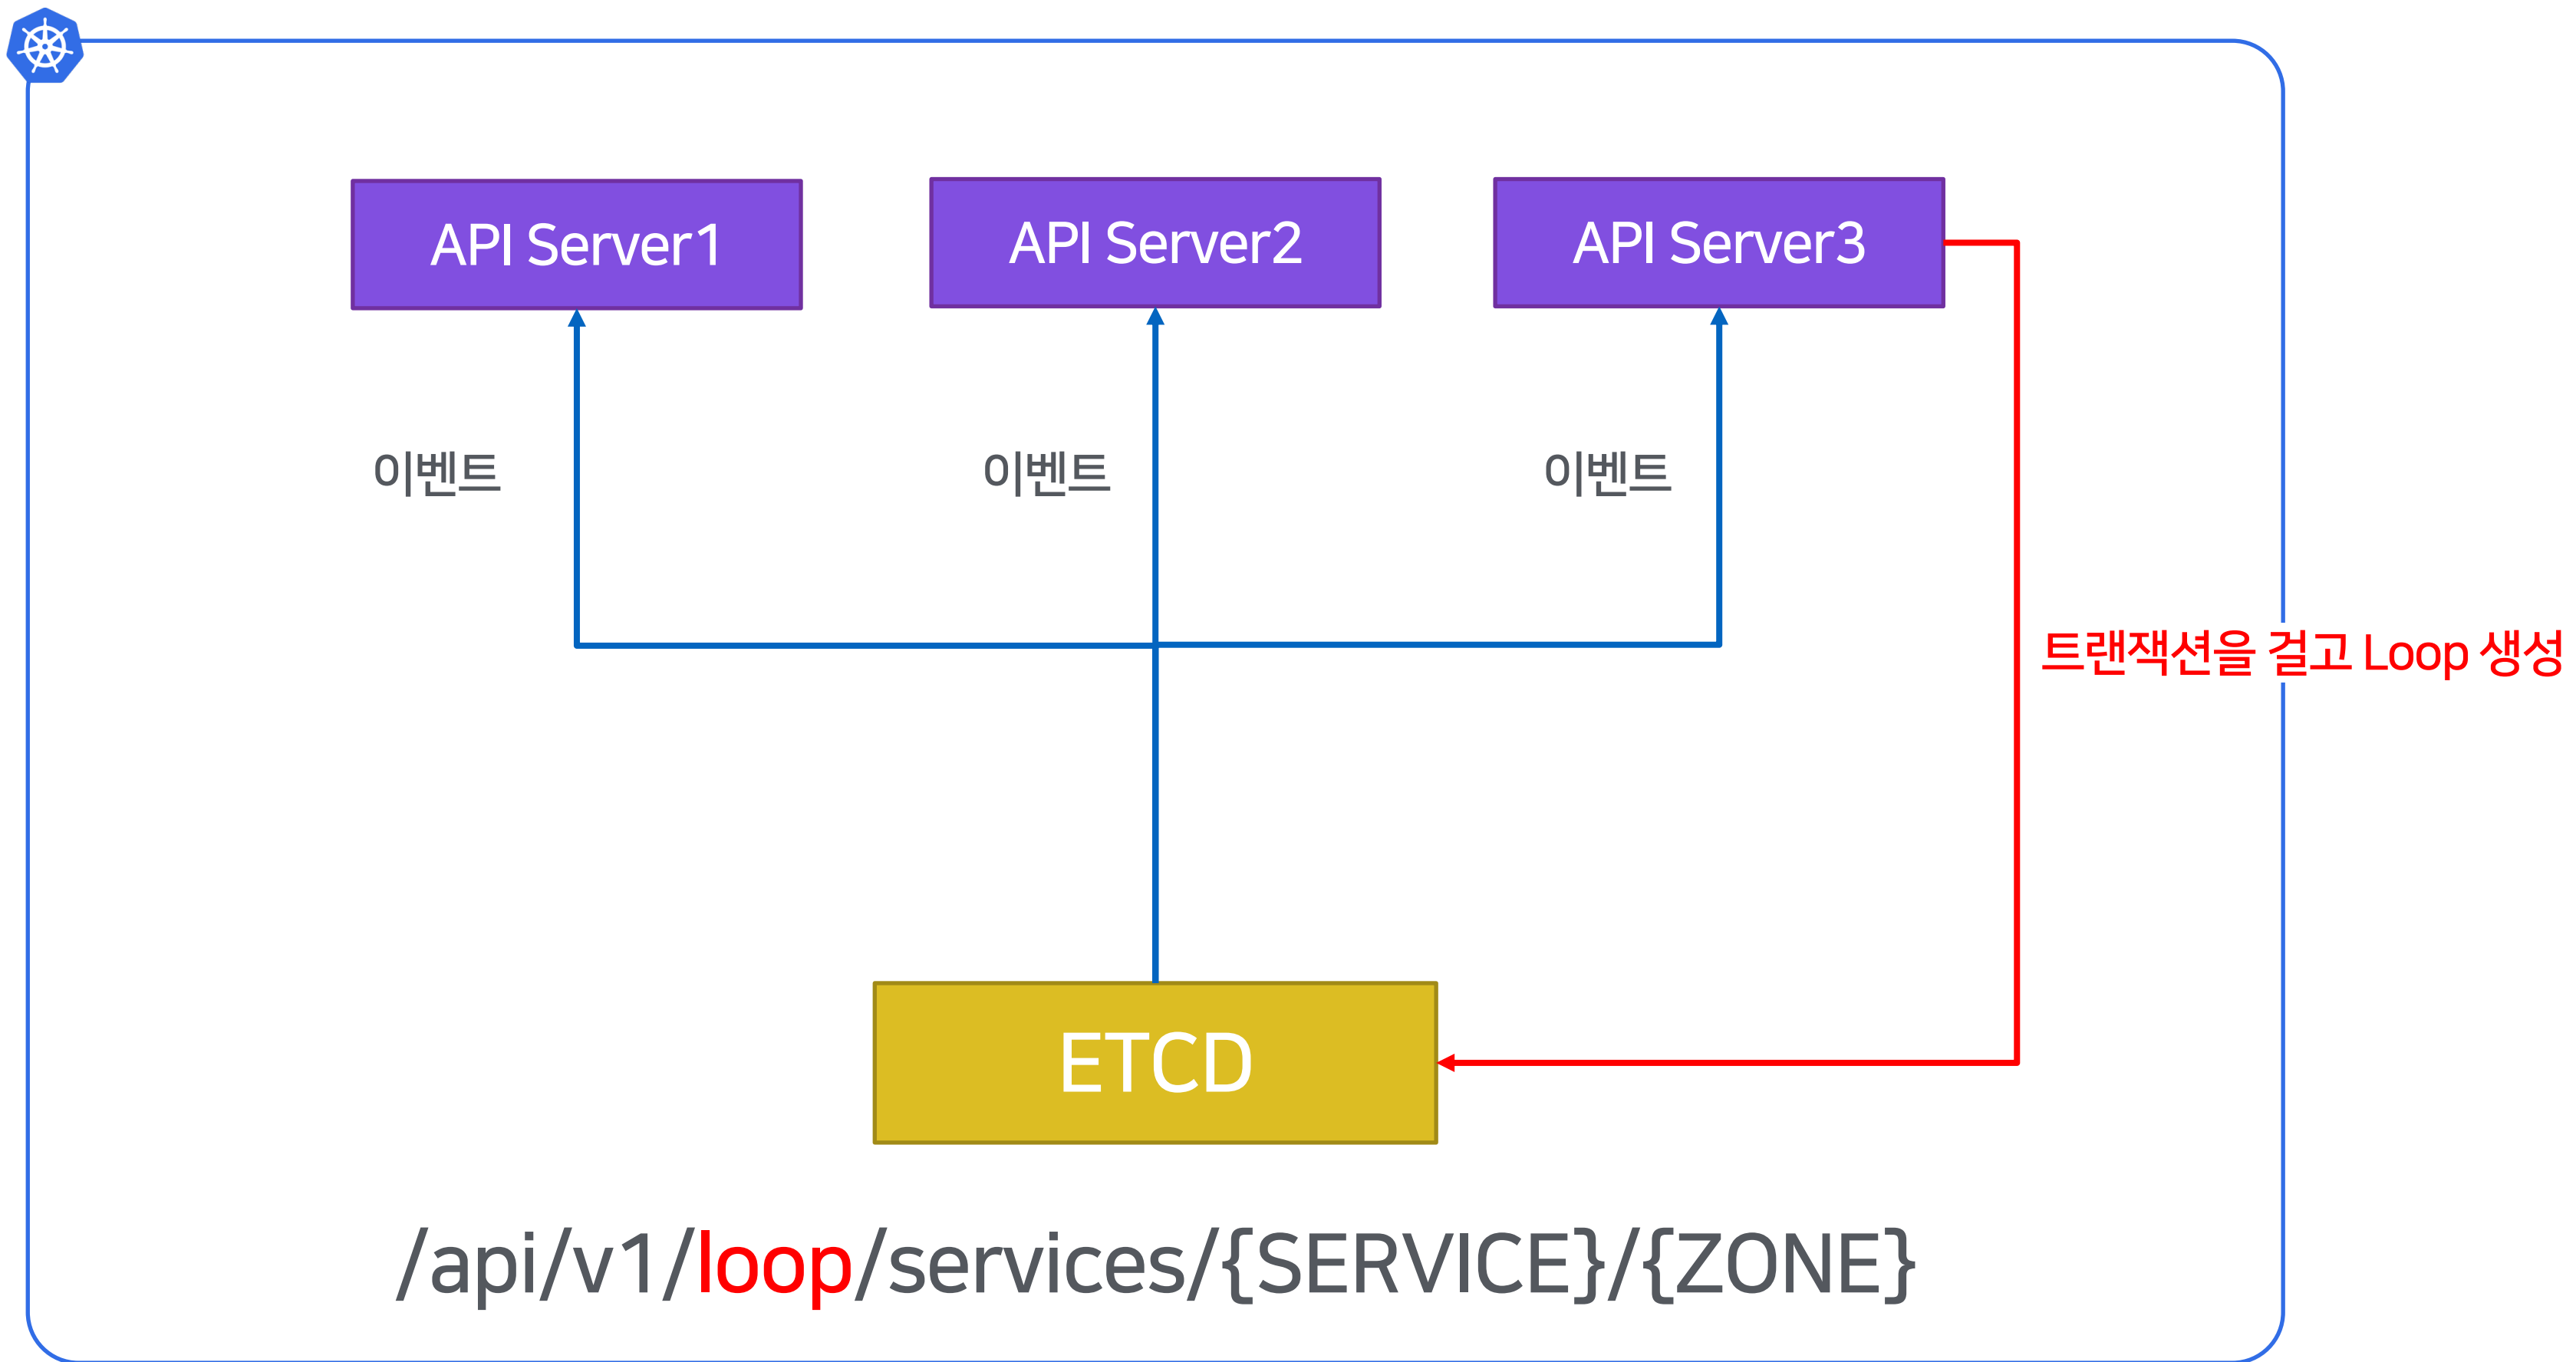 API Server1
API Server2
API Server3
이벤트
이벤트
이벤트
트랜잭션을 걸고 Loop 생성
ETCD
/api/v1/loop/services/{SERVICE}/{ZONE}